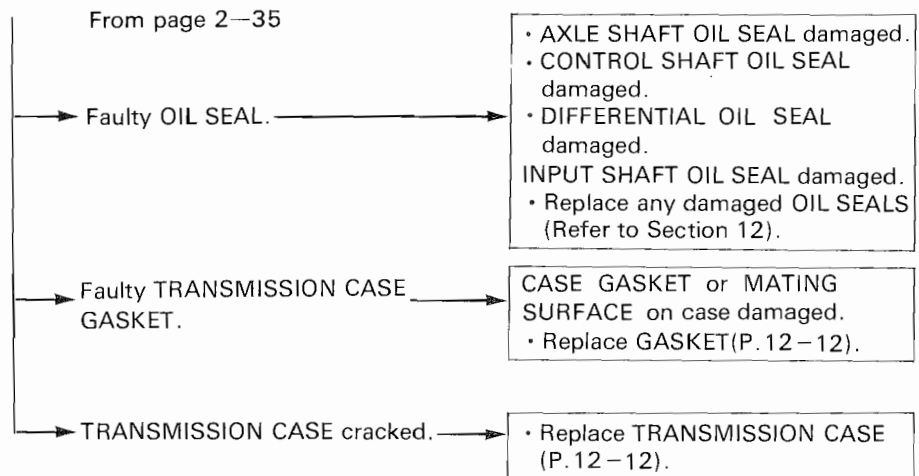 From page 2—35
Faulty OIL SEAL.
• AXLE SHAFT OIL SEAL damaged.
• CONTROL SHAFT OIL SEAL
damaged.
• DIFFERENTIAL OIL SEAL
damaged.
INPUT SHAFT OIL SEAL damaged.
• Replace any damaged OIL SEALS
(Refer to Section 12).
Faulty TRANSMISSION CASE
GASKET.
CASE GASKET or MATING
SURFACE on case damaged.
• Replace GASKET(P.12−12).
TRANSMISSION CASE cracked.
• Replace TRANSMISSION CASE
(P.12−12).